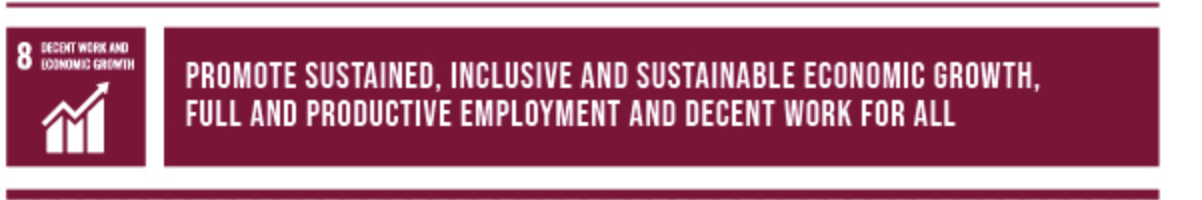 8 DECENT WORK AND
ECONOMIC GROWTH
PROMOTE SUSTAINED, INCLUSIVE AND SUSTAINABLE ECONOMIC GROWTH,
FULL AND PRODUCTIVE EMPLOYMENT AND DECENT WORK FOR ALL